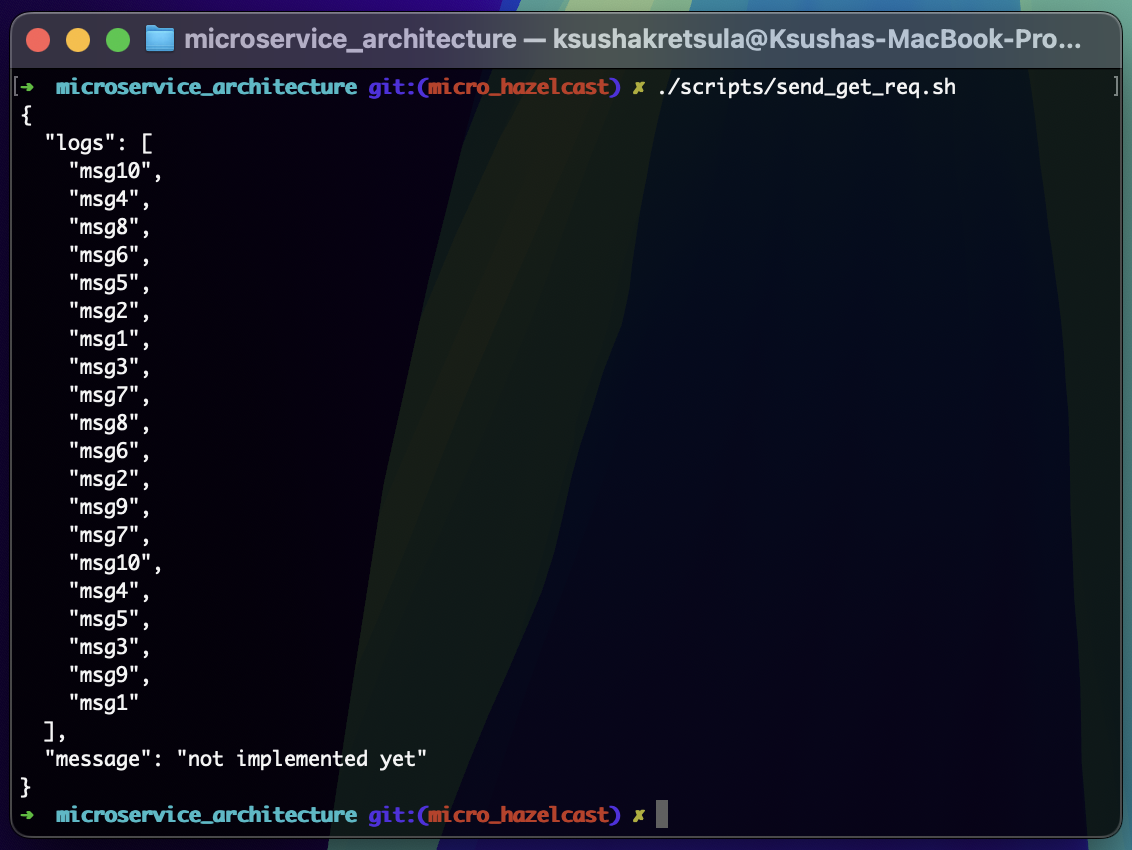 microservice_architecture — ksushakretsula@Ksushas-MacBook-Pro...
[➜  microservice_architecture git:(micro_hazelcast) ✗ ./scripts/send_get_req.sh ]
{
  "logs": [
    "msg10",
    "msg4",
    "msg8",
    "msg6",
    "msg5",
    "msg2",
    "msg1",
    "msg3",
    "msg7",
    "msg8",
    "msg6",
    "msg2",
    "msg9",
    "msg7",
    "msg10",
    "msg4",
    "msg5",
    "msg3",
    "msg9",
    "msg1"
  ],
  "message": "not implemented yet"
}
➜  microservice_architecture git:(micro_hazelcast) ✗